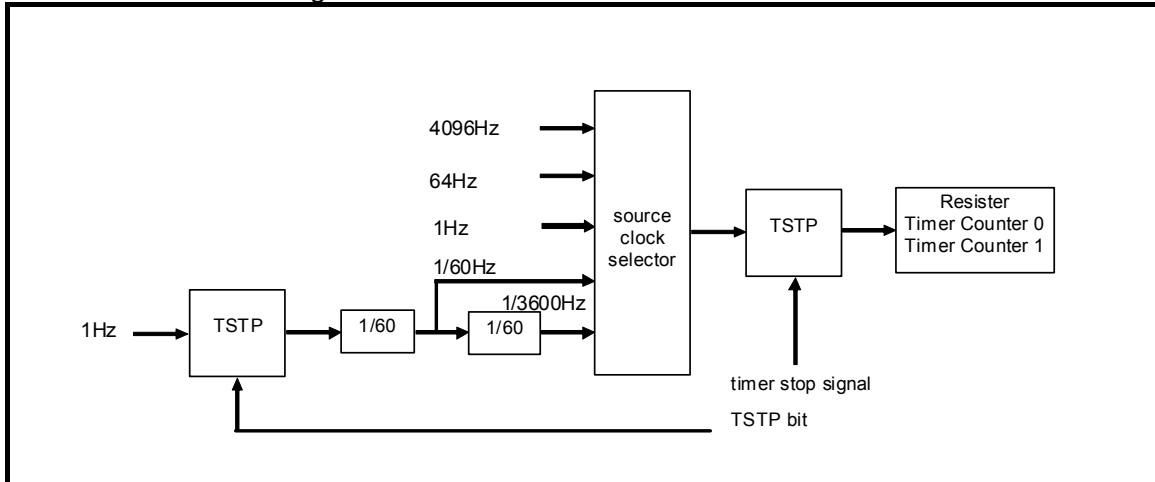 4096Hz
64Hz
1Hz
1/60Hz
1/3600Hz
source
clock
selector
TSTP
Resister
Timer Counter 0
Timer Counter 1
1Hz
TSTP
1/60
1/60
timer stop signal
TSTP bit